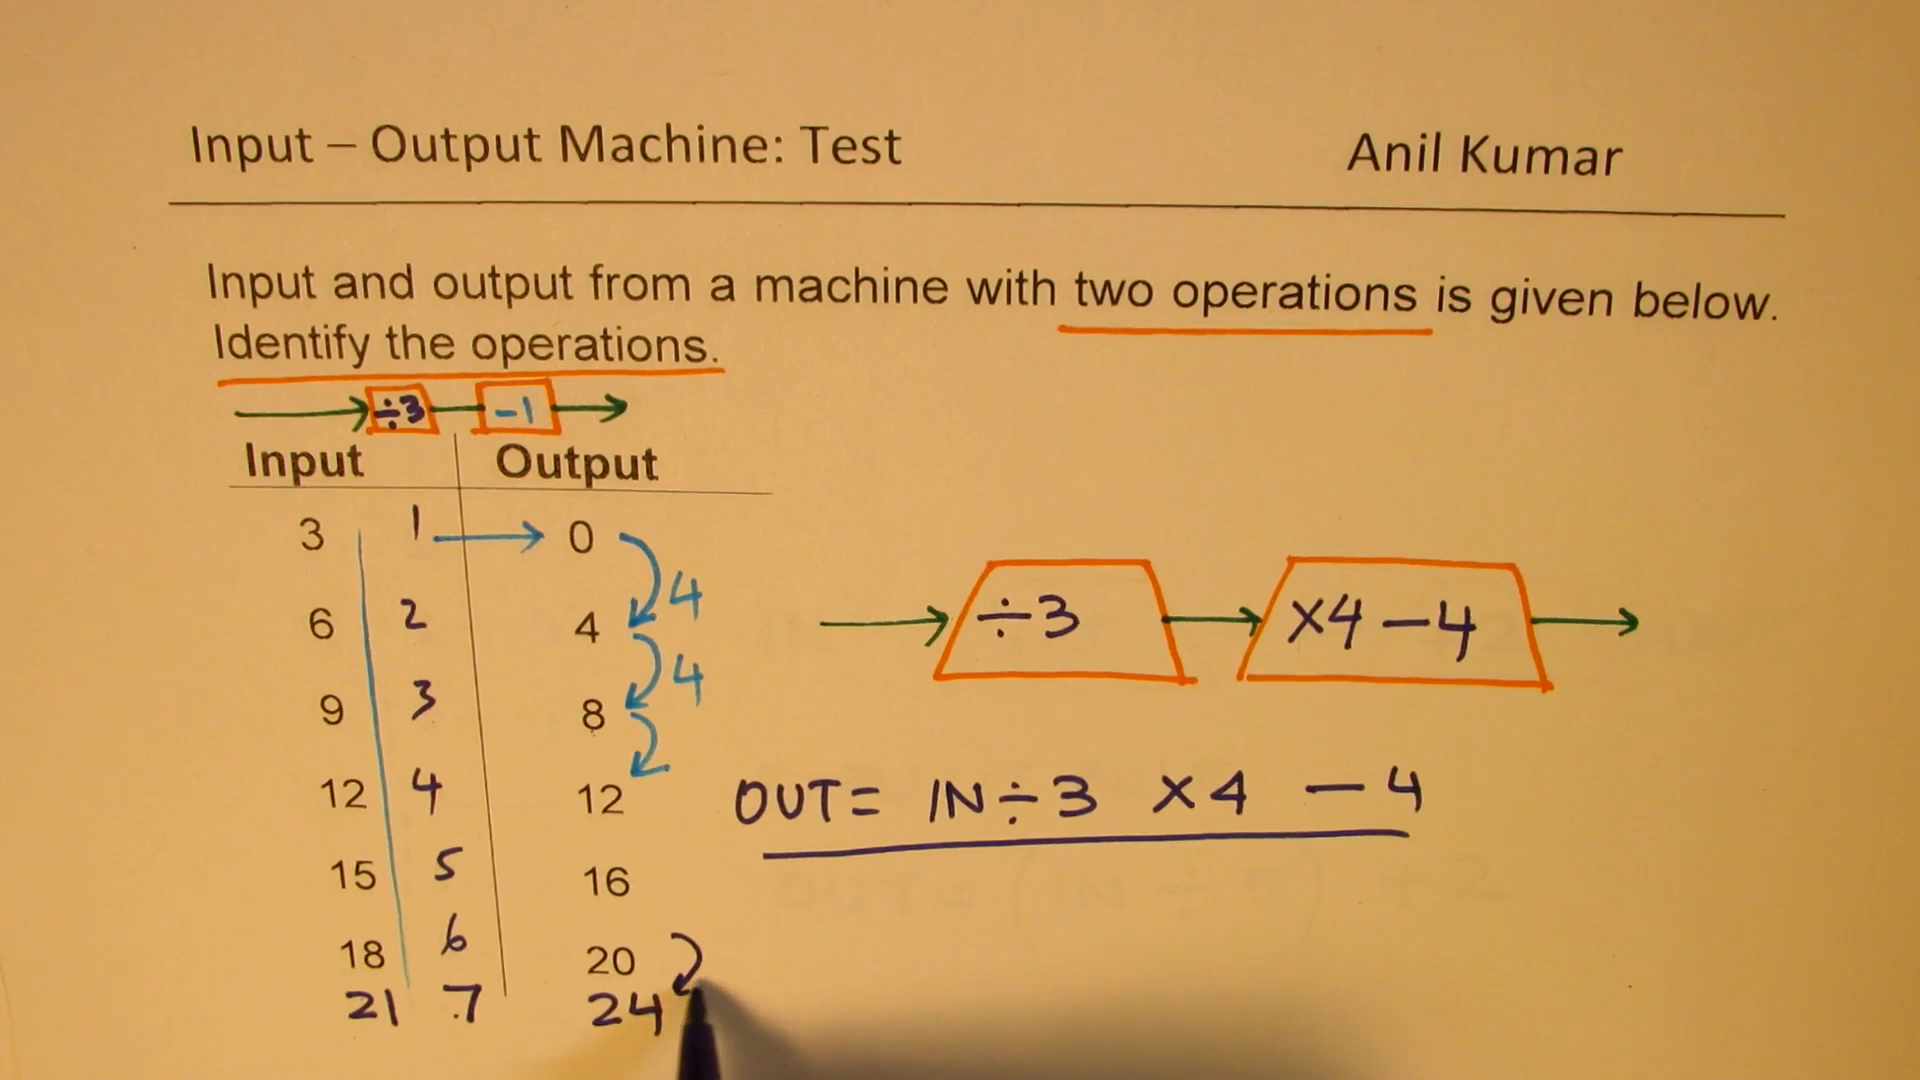 Input – Output Machine: Test Anil Kumar
Input and output from a machine with two operations is given below.
Identify the operations.
÷3 -1
Input Output
3 1 0
4
6 2 4
÷3 ×4 -4
4
9 3 8
12 4 12
OUT = IN ÷ 3 × 4 - 4
15 5 16
18 6 20
21 7 24